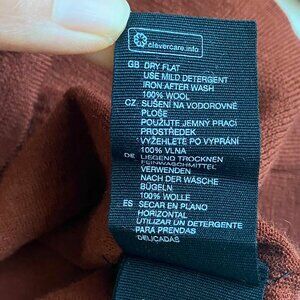 clevercare.info
GB DRY FLAT
USE MILD DETERGENT
IRON AFTER WASH
100% WOOL
CZ SUŠENÍ NA VODOROVNÉ
PLOŠE
POUŽIJTE JEMNÝ PRACÍ
PROSTŘEDEK
VYŽEHLETE PO VYPRÁNÍ
100% VLNA
DE LIEGEND TROCKNEN
FEINWASCHMITTEL
VERWENDEN
NACH DER WÄSCHE
BÜGELN
100% WOLLE
ES SECAR EN PLANO
HORIZONTAL
UTILIZAR UN DETERGENTE
PARA PRENDAS
DELICADAS